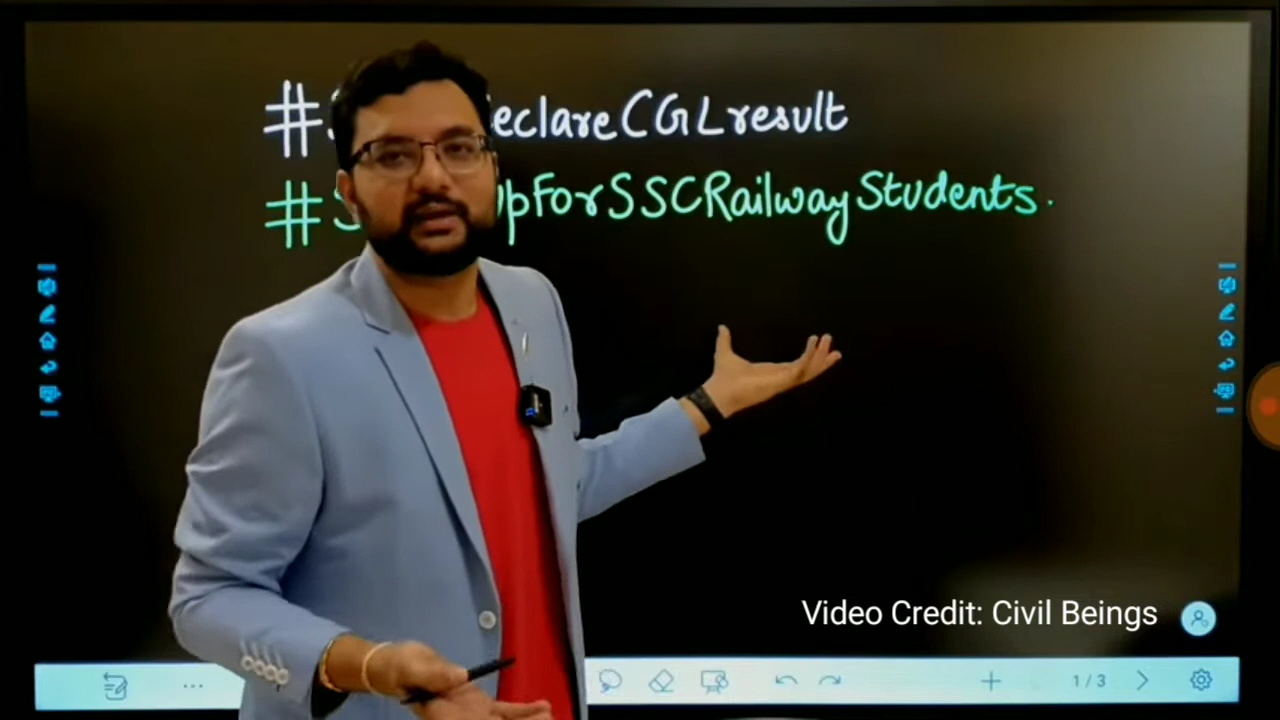 #S eclareCGLresult
#S pForSSCRailwayStudents.
Video Credit: Civil Beings
1/3